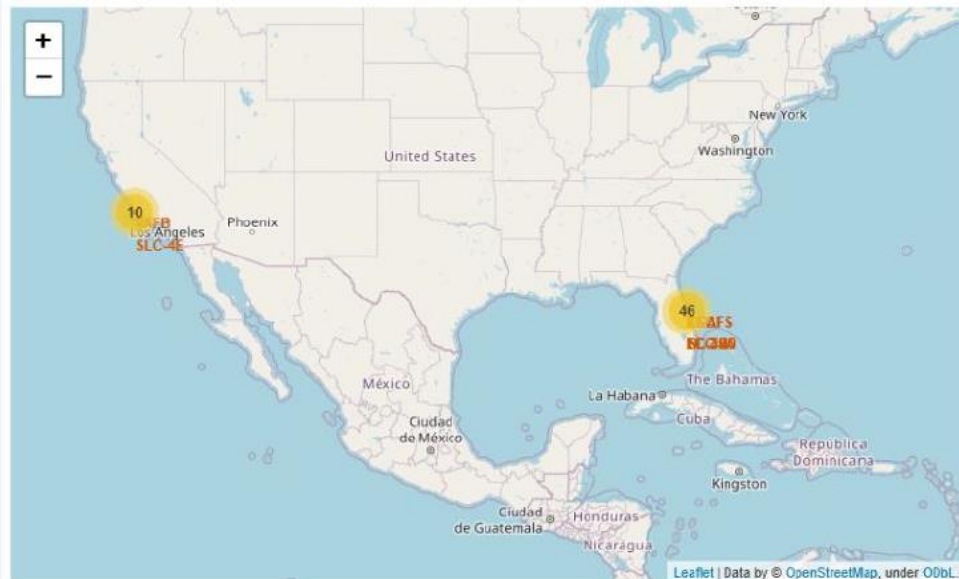 +
−
New York
Washington
United States
10
Los Angeles
SLC-4E
Phoenix
46
The Bahamas
La Habana
Cuba
México
Ciudad
de México
República
Dominicana
Kingston
Ciudad
de Guatemala
Honduras
Nicaragua
Leaflet | Data by © OpenStreetMap, under ODbL.